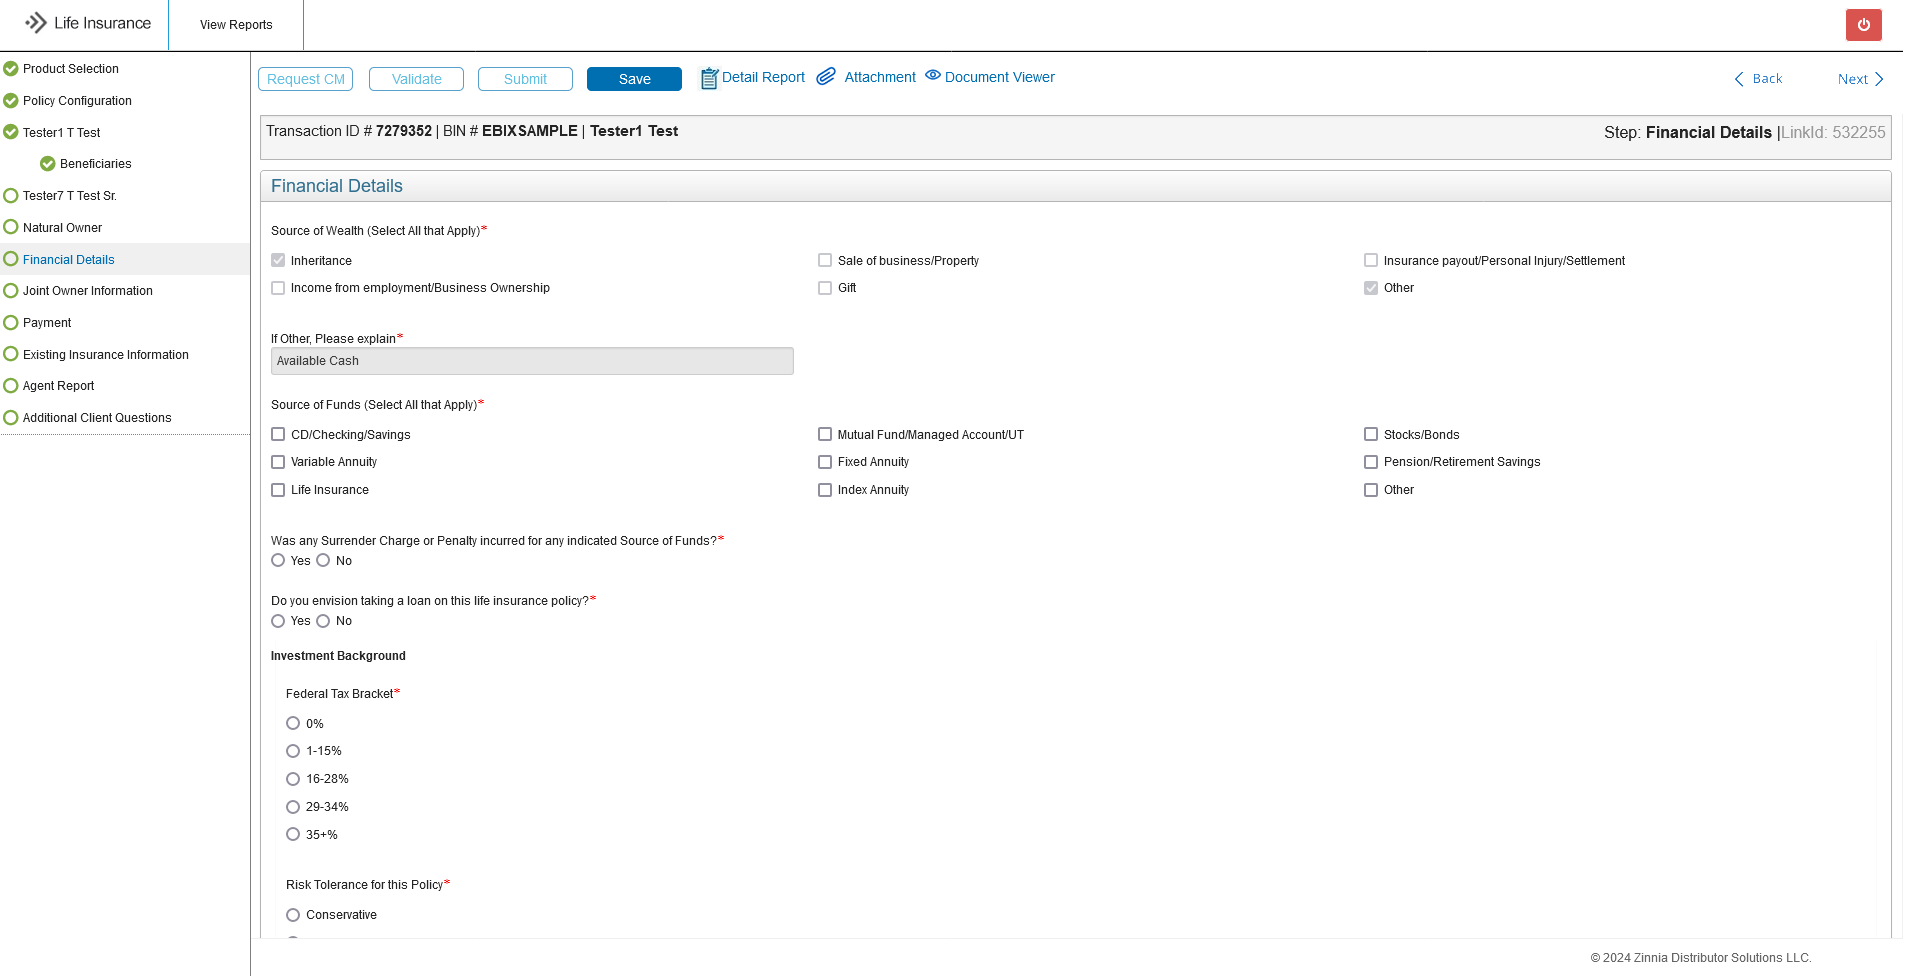 Life Insurance
View Reports
Product Selection
Policy Configuration
Tester1 T Test
Beneficiaries
Tester7 T Test Sr.
Natural Owner
Financial Details
Joint Owner Information
Payment
Existing Insurance Information
Agent Report
Additional Client Questions
Request CM Validate Submit Save Detail Report Attachment Document Viewer Back Next
Transaction ID # 7279352 | BIN # EBIXSAMPLE | Tester1 Test
Step: Financial Details |LinkId: 532255
Financial Details
Source of Wealth (Select All that Apply)*
Inheritance Sale of business/Property Insurance payout/Personal Injury/Settlement
Income from employment/Business Ownership Gift Other
If Other, Please explain*
Available Cash
Source of Funds (Select All that Apply)*
CD/Checking/Savings Mutual Fund/Managed Account/UT Stocks/Bonds
Variable Annuity Fixed Annuity Pension/Retirement Savings
Life Insurance Index Annuity Other
Was any Surrender Charge or Penalty incurred for any indicated Source of Funds?*
Yes No
Do you envision taking a loan on this life insurance policy?*
Yes No
Investment Background
Federal Tax Bracket*
0%
1-15%
16-28%
29-34%
35+%
Risk Tolerance for this Policy*
Conservative
© 2024 Zinnia Distributor Solutions LLC.